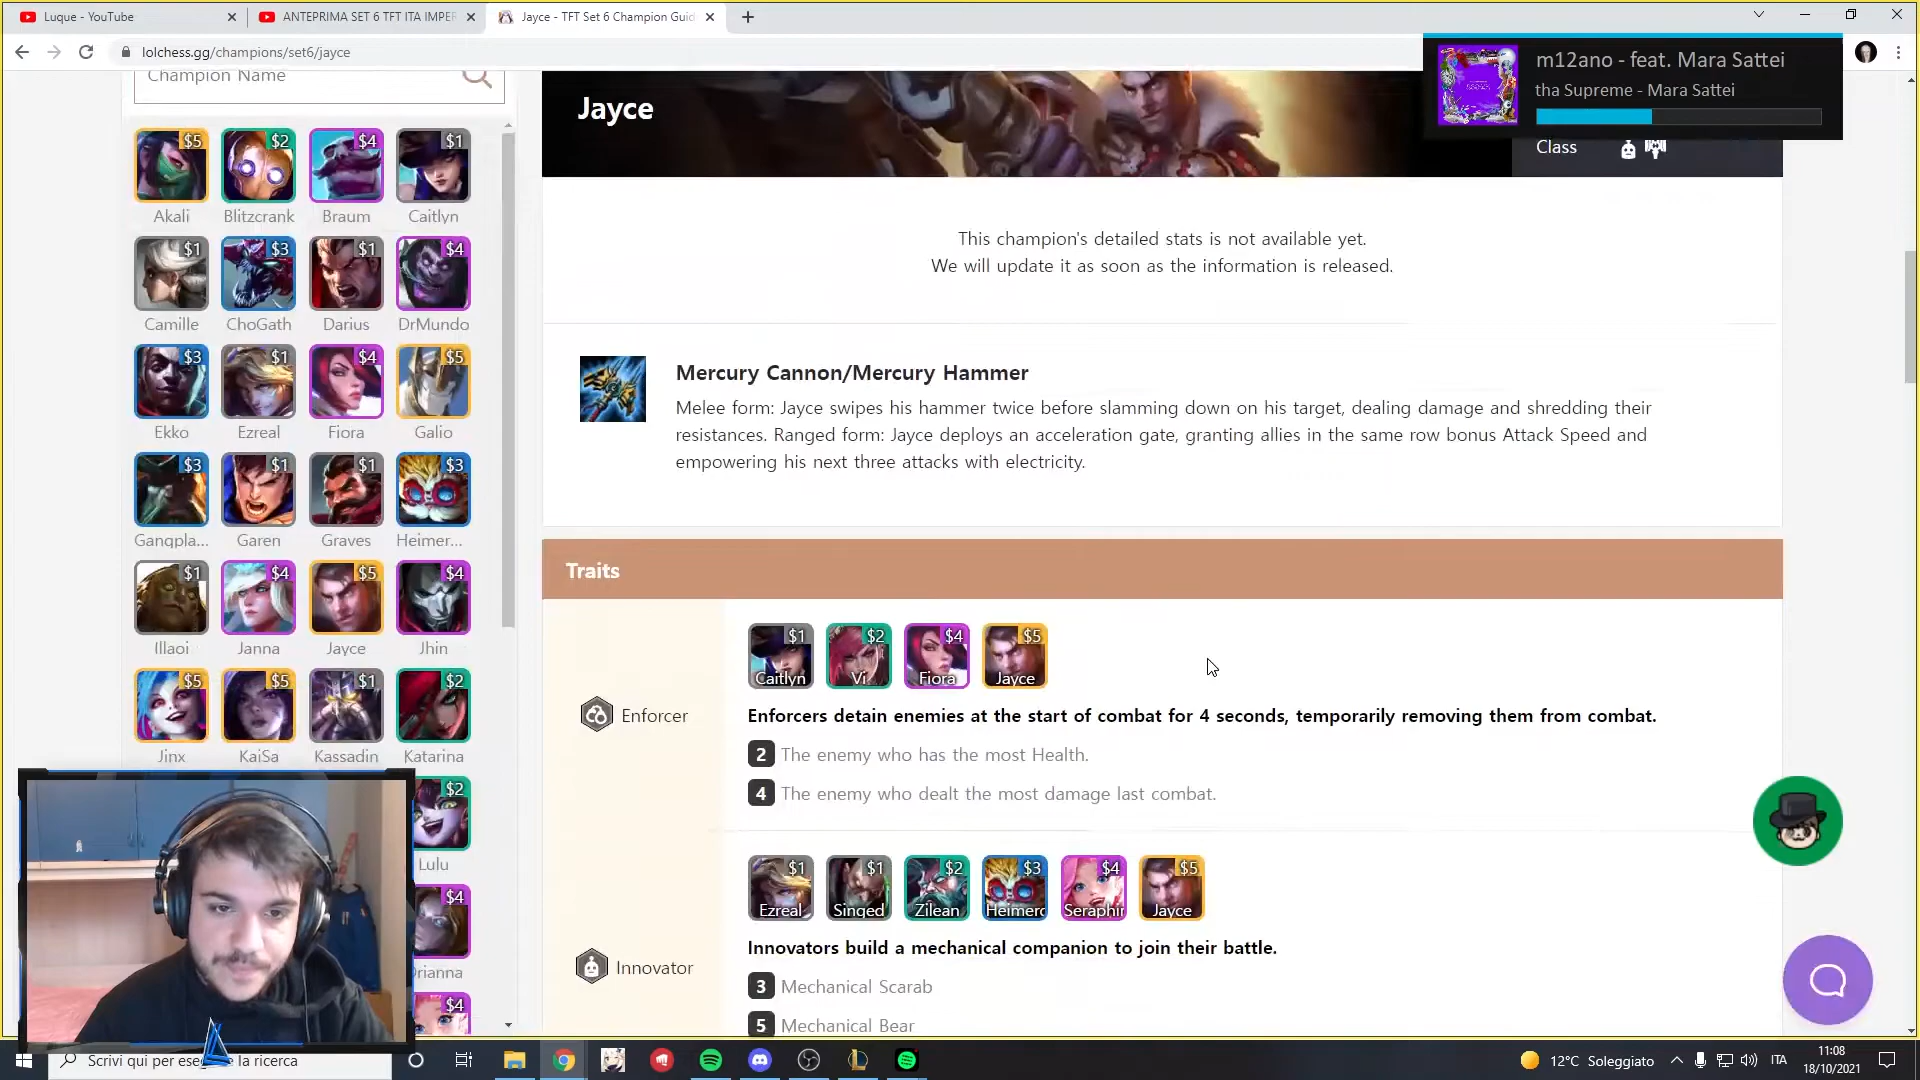 Luque - YouTube
ANTEPRIMA SET 6 TFT ITA IMPER
Jayce - TFT Set 6 Champion Guid
lolchess.gg/champions/set6/jayce
m12ano - feat. Mara Sattei
tha Supreme - Mara Sattei
Champion Name
Jayce
Class
$5 $2 $4 $1
Akali Blitzcrank Braum Caitlyn
$1 $3 $1 $4
Camille ChoGath Darius DrMundo
$3 $1 $4 $5
Ekko Ezreal Fiora Galio
$3 $1 $1 $3
Gangpla... Garen Graves Heimer...
$1 $4 $5 $4
Illaoi Janna Jayce Jhin
$5 $5 $1 $2
Jinx KaiSa Kassadin Katarina
$2
Lulu
$4
Orianna
$4
This champion's detailed stats is not available yet.
We will update it as soon as the information is released.
Mercury Cannon/Mercury Hammer
Melee form: Jayce swipes his hammer twice before slamming down on his target, dealing damage and shredding their
resistances. Ranged form: Jayce deploys an acceleration gate, granting allies in the same row bonus Attack Speed and
empowering his next three attacks with electricity.
Traits
$1 $2 $4 $5
Caitlyn Vi Fiora Jayce
Enforcer
Enforcers detain enemies at the start of combat for 4 seconds, temporarily removing them from combat.
2 The enemy who has the most Health.
4 The enemy who dealt the most damage last combat.
$1 $1 $2 $3 $4 $5
Ezreal Singed Zilean Heimerd Seraphin Jayce
Innovator
Innovators build a mechanical companion to join their battle.
3 Mechanical Scarab
5 Mechanical Bear
Scrivi qui per ese la ricerca
12°C Soleggiato
ITA
11:08
18/10/2021